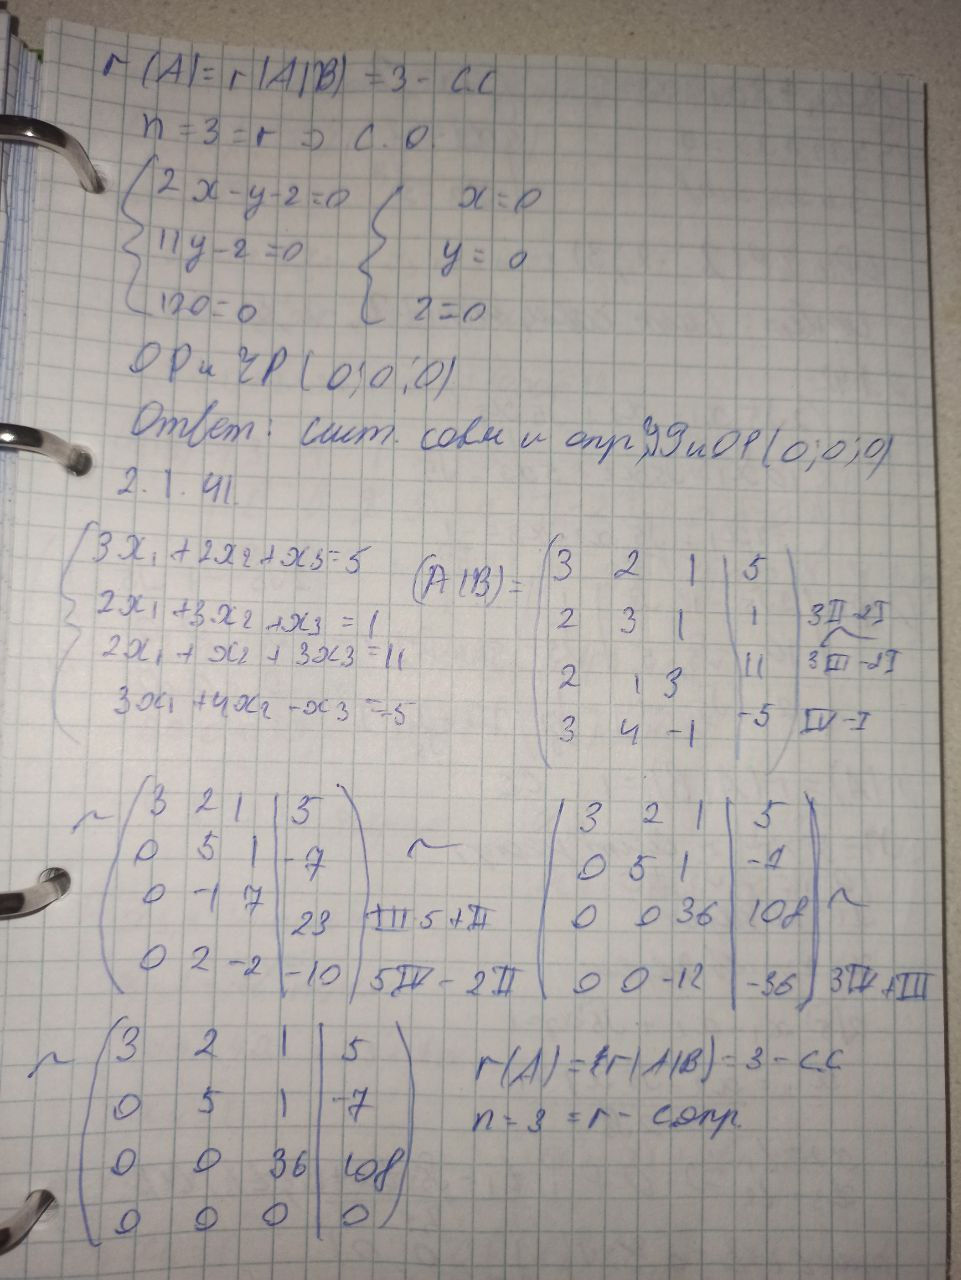 r(A)=r(A|B)=3-С.С
n=3=r ⊃ С.О.
{2x-y-z=0 {x=0
11y-z=0 y=0
120=0 z=0
ОР и ЧР (0;0;0)
Ответ: сист. совм и опр, ЧР и ОР (0;0;0)
2.1.41.
{3x₁+2x₂+x₃=5 (A|B)= (3 2 1 | 5)
2x₁+3x₂+x₃=1 2 3 1 | 1 3II-2I
2x₁+x₂+3x₃=11 2 1 3 | 11 3III-2I
3x₁+4x₂-x₃=-5 3 4 -1 | -5 IV-I
~ (3 2 1 | 5) ~ (3 2 1 | 5)
0 5 1 | -7 0 5 1 | -7
0 -1 7 | 23 III·5+II 0 0 36 | 108 ~
0 2 -2 | -10 5IV-2II 0 0 -12 | -36 3IV+III
~ (3 2 1 | 5) r(A)=r(A|B)=3-С.С
0 5 1 | -7 n=3=r-С опр.
0 0 36 | 108
0 0 0 | 0